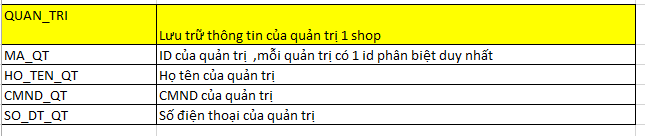 QUAN_TRI
Lưu trữ thông tin của quản trị 1 shop
MA_QT ID của quản trị ,mỗi quản trị có 1 id phân biệt duy nhất
HO_TEN_QT Họ tên của quản trị
CMND_QT CMND của quản trị
SO_DT_QT Số điện thoại của quản trị